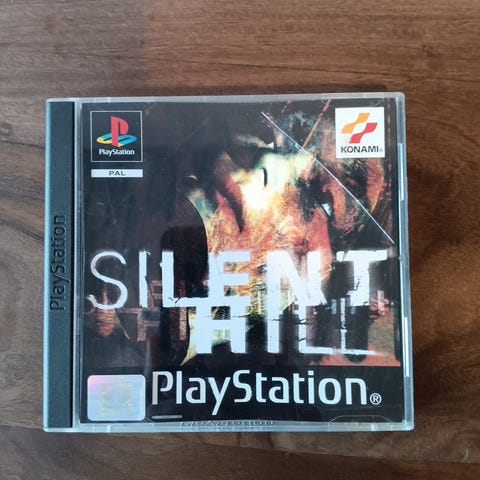 PlayStation
PlayStation
PAL
KONAMI®
SILENT
HILL
PlayStation®